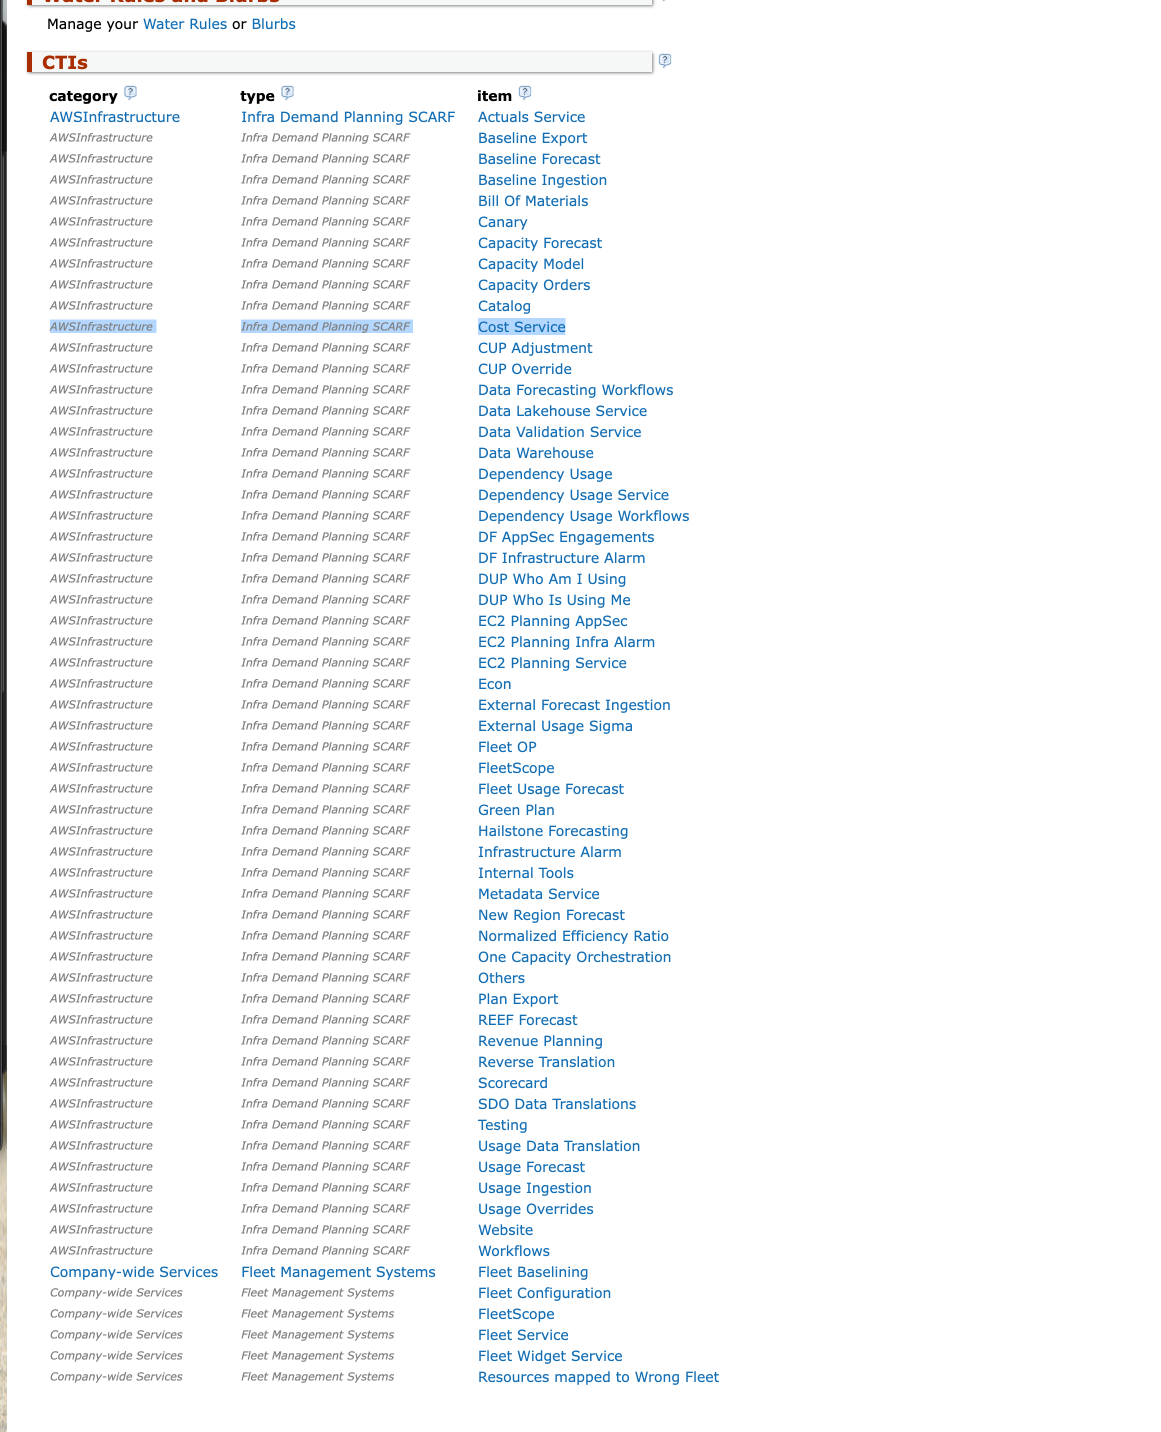 Water Rules and Blurbs
Manage your Water Rules or Blurbs
CTIs
category type item
AWSInfrastructure Infra Demand Planning SCARF Actuals Service
AWSInfrastructure Infra Demand Planning SCARF Baseline Export
AWSInfrastructure Infra Demand Planning SCARF Baseline Forecast
AWSInfrastructure Infra Demand Planning SCARF Baseline Ingestion
AWSInfrastructure Infra Demand Planning SCARF Bill Of Materials
AWSInfrastructure Infra Demand Planning SCARF Canary
AWSInfrastructure Infra Demand Planning SCARF Capacity Forecast
AWSInfrastructure Infra Demand Planning SCARF Capacity Model
AWSInfrastructure Infra Demand Planning SCARF Capacity Orders
AWSInfrastructure Infra Demand Planning SCARF Catalog
AWSInfrastructure Infra Demand Planning SCARF Cost Service
AWSInfrastructure Infra Demand Planning SCARF CUP Adjustment
AWSInfrastructure Infra Demand Planning SCARF CUP Override
AWSInfrastructure Infra Demand Planning SCARF Data Forecasting Workflows
AWSInfrastructure Infra Demand Planning SCARF Data Lakehouse Service
AWSInfrastructure Infra Demand Planning SCARF Data Validation Service
AWSInfrastructure Infra Demand Planning SCARF Data Warehouse
AWSInfrastructure Infra Demand Planning SCARF Dependency Usage
AWSInfrastructure Infra Demand Planning SCARF Dependency Usage Service
AWSInfrastructure Infra Demand Planning SCARF Dependency Usage Workflows
AWSInfrastructure Infra Demand Planning SCARF DF AppSec Engagements
AWSInfrastructure Infra Demand Planning SCARF DF Infrastructure Alarm
AWSInfrastructure Infra Demand Planning SCARF DUP Who Am I Using
AWSInfrastructure Infra Demand Planning SCARF DUP Who Is Using Me
AWSInfrastructure Infra Demand Planning SCARF EC2 Planning AppSec
AWSInfrastructure Infra Demand Planning SCARF EC2 Planning Infra Alarm
AWSInfrastructure Infra Demand Planning SCARF EC2 Planning Service
AWSInfrastructure Infra Demand Planning SCARF Econ
AWSInfrastructure Infra Demand Planning SCARF External Forecast Ingestion
AWSInfrastructure Infra Demand Planning SCARF External Usage Sigma
AWSInfrastructure Infra Demand Planning SCARF Fleet OP
AWSInfrastructure Infra Demand Planning SCARF FleetScope
AWSInfrastructure Infra Demand Planning SCARF Fleet Usage Forecast
AWSInfrastructure Infra Demand Planning SCARF Green Plan
AWSInfrastructure Infra Demand Planning SCARF Hailstone Forecasting
AWSInfrastructure Infra Demand Planning SCARF Infrastructure Alarm
AWSInfrastructure Infra Demand Planning SCARF Internal Tools
AWSInfrastructure Infra Demand Planning SCARF Metadata Service
AWSInfrastructure Infra Demand Planning SCARF New Region Forecast
AWSInfrastructure Infra Demand Planning SCARF Normalized Efficiency Ratio
AWSInfrastructure Infra Demand Planning SCARF One Capacity Orchestration
AWSInfrastructure Infra Demand Planning SCARF Others
AWSInfrastructure Infra Demand Planning SCARF Plan Export
AWSInfrastructure Infra Demand Planning SCARF REEF Forecast
AWSInfrastructure Infra Demand Planning SCARF Revenue Planning
AWSInfrastructure Infra Demand Planning SCARF Reverse Translation
AWSInfrastructure Infra Demand Planning SCARF Scorecard
AWSInfrastructure Infra Demand Planning SCARF SDO Data Translations
AWSInfrastructure Infra Demand Planning SCARF Testing
AWSInfrastructure Infra Demand Planning SCARF Usage Data Translation
AWSInfrastructure Infra Demand Planning SCARF Usage Forecast
AWSInfrastructure Infra Demand Planning SCARF Usage Ingestion
AWSInfrastructure Infra Demand Planning SCARF Usage Overrides
AWSInfrastructure Infra Demand Planning SCARF Website
AWSInfrastructure Infra Demand Planning SCARF Workflows
Company-wide Services Fleet Management Systems Fleet Baselining
Company-wide Services Fleet Management Systems Fleet Configuration
Company-wide Services Fleet Management Systems FleetScope
Company-wide Services Fleet Management Systems Fleet Service
Company-wide Services Fleet Management Systems Fleet Widget Service
Company-wide Services Fleet Management Systems Resources mapped to Wrong Fleet